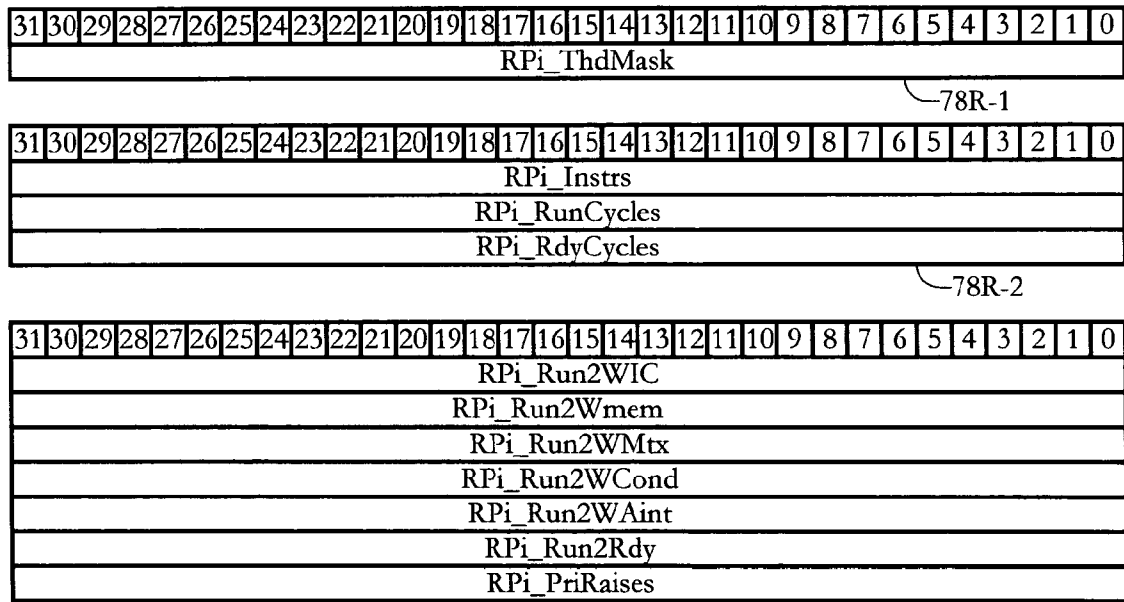 31 30 29 28 27 26 25 24 23 22 21 20 19 18 17 16 15 14 13 12 11 10 9 8 7 6 5 4 3 2 1 0
RPi_ThdMask
78R-1
31 30 29 28 27 26 25 24 23 22 21 20 19 18 17 16 15 14 13 12 11 10 9 8 7 6 5 4 3 2 1 0
RPi_Instrs
RPi_RunCycles
RPi_RdyCycles
78R-2
31 30 29 28 27 26 25 24 23 22 21 20 19 18 17 16 15 14 13 12 11 10 9 8 7 6 5 4 3 2 1 0
RPi_Run2WIC
RPi_Run2Wmem
RPi_Run2WMtx
RPi_Run2WCond
RPi_Run2WAint
RPi_Run2Rdy
RPi_PriRaises